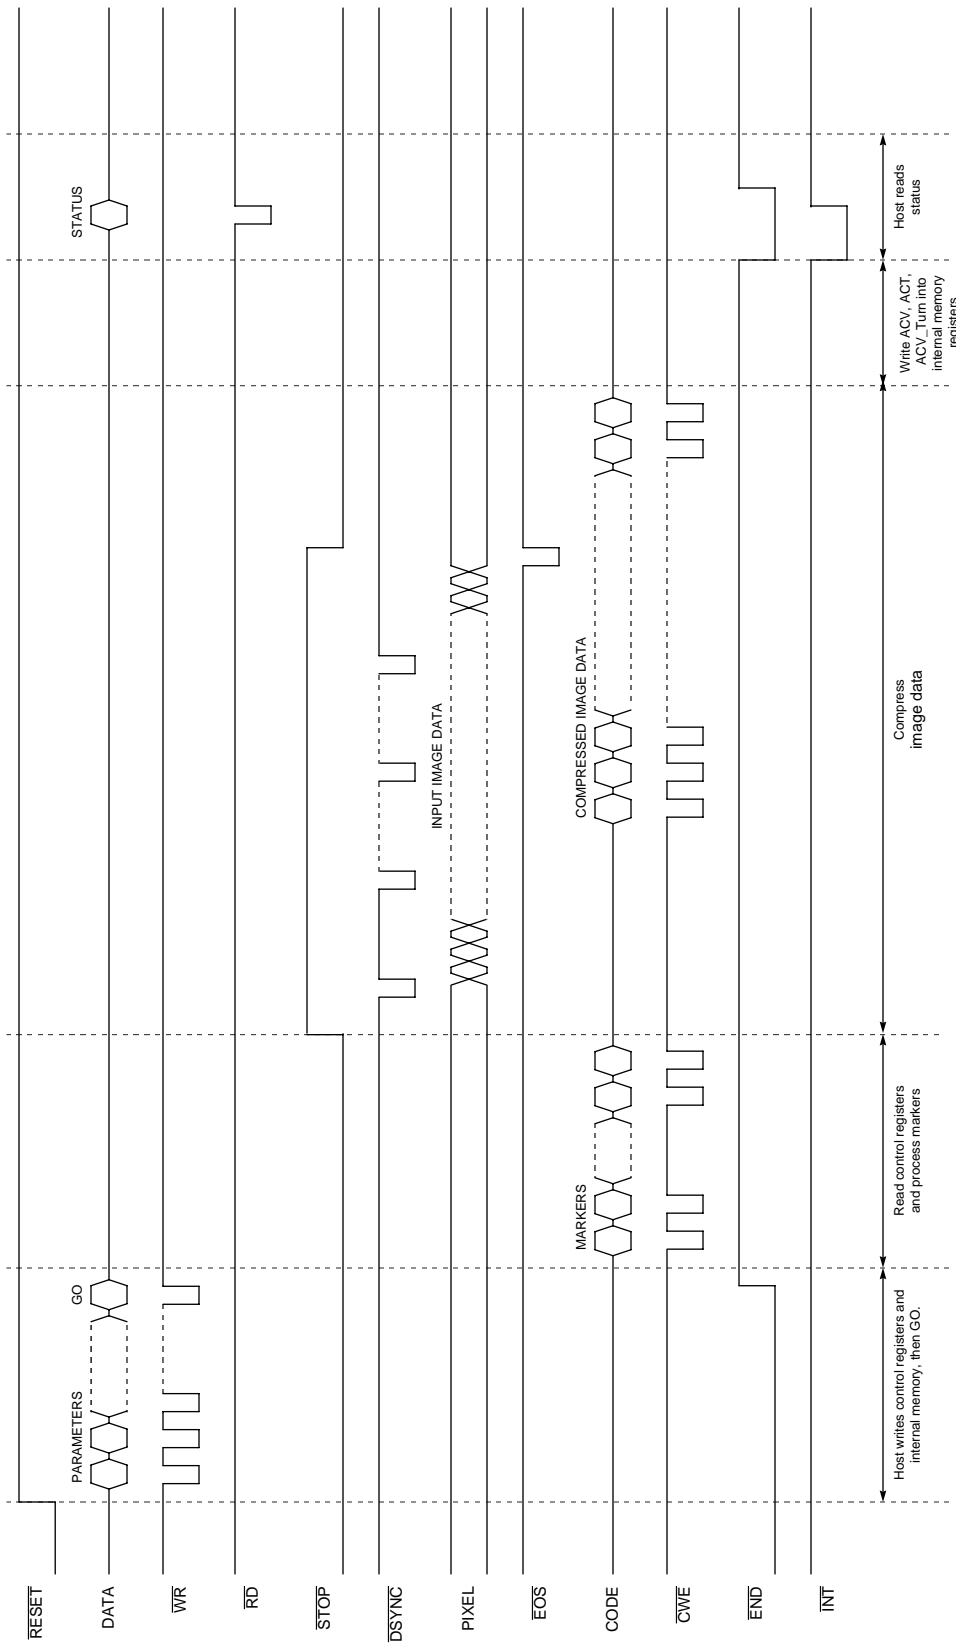 RESET
DATA
WR
RD
STOP
DSYNC
PIXEL
EOS
CODE
CWE
END
INT
PARAMETERS
GO
STATUS
INPUT IMAGE DATA
MARKERS
COMPRESSED IMAGE DATA
Host writes control registers and
internal memory, then GO.
Read control registers
and process markers
Compress
image data
Write ACV, ACT,
ACV_Turn into
internal memory
registers
Host reads
status